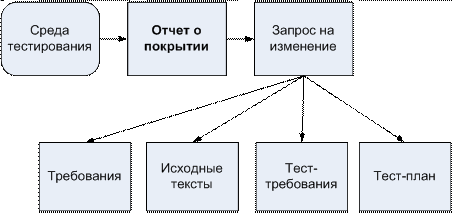 Среда
тестирования
Отчет о
покрытии
Запрос на
изменение
Требования
Исходные
тексты
Тест-
требования
Тест-план